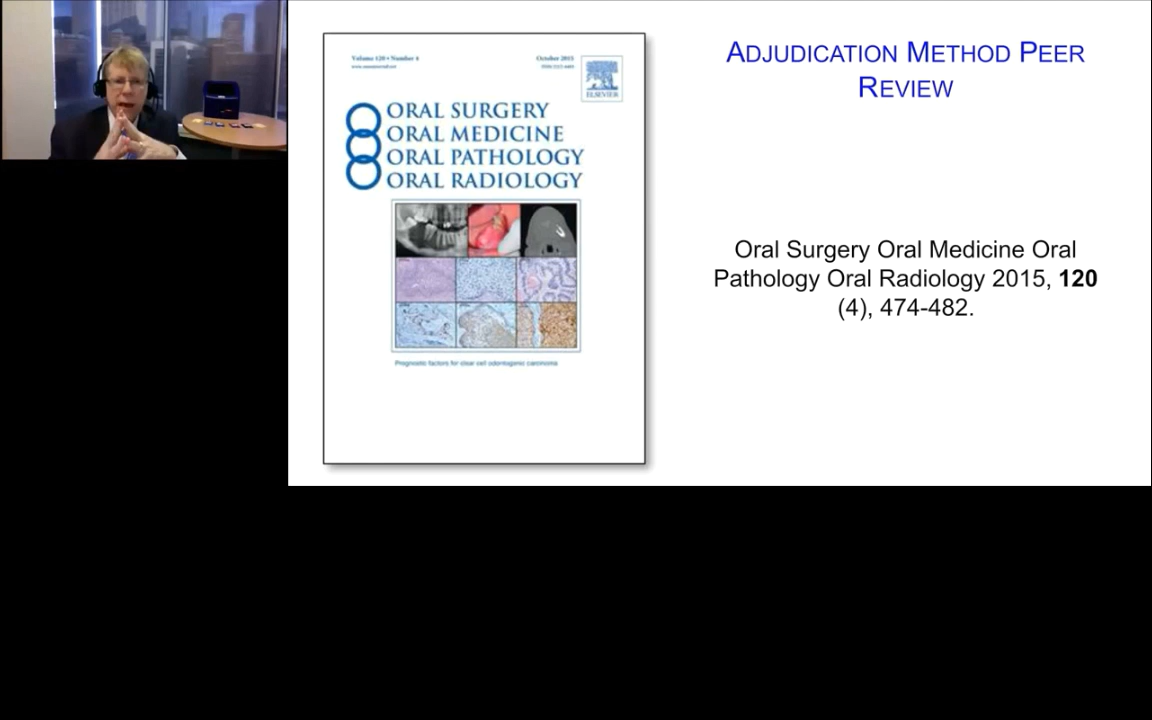 ADJUDICATION METHOD PEER
REVIEW
Volume 120 • Number 4
October 2015
ELSEVIER
ORAL SURGERY
ORAL MEDICINE
ORAL PATHOLOGY
ORAL RADIOLOGY
Prognostic factors for clear cell odontogenic carcinoma
Oral Surgery Oral Medicine Oral
Pathology Oral Radiology 2015, 120
(4), 474-482.